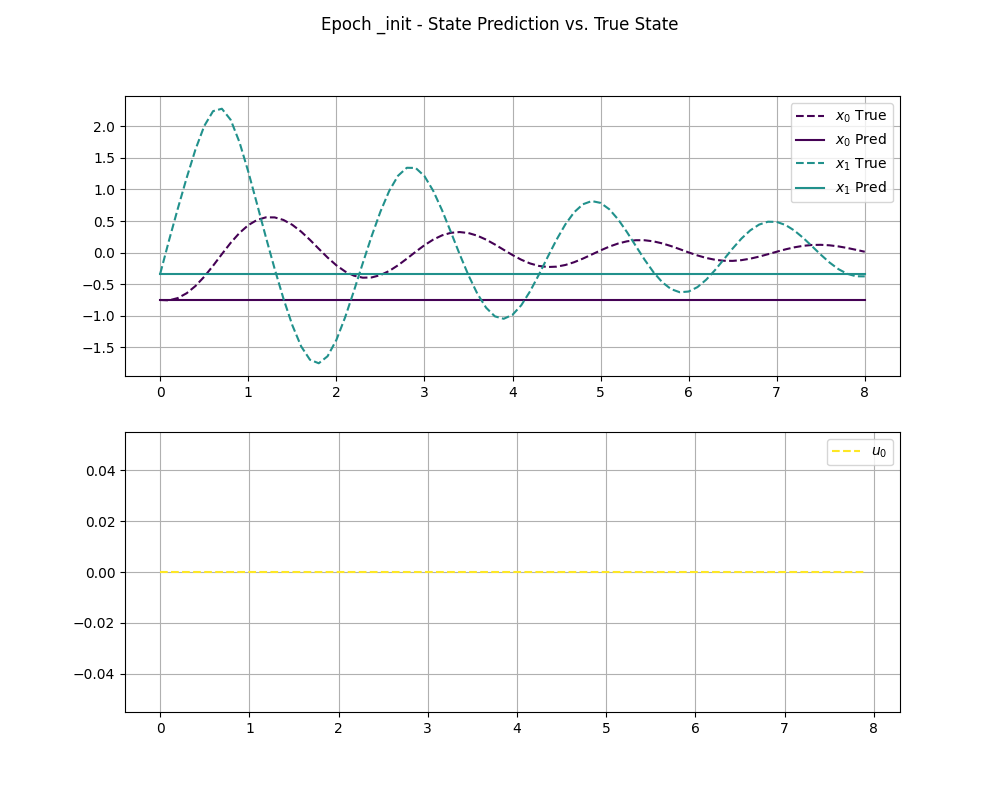 Epoch _init - State Prediction vs. True State
2.0
1.5
1.0
0.5
0.0
−0.5
−1.0
−1.5
x₀ True
x₀ Pred
x₁ True
x₁ Pred
0 1 2 3 4 5 6 7 8
0.04
0.02
0.00
−0.02
−0.04
u₀
0 1 2 3 4 5 6 7 8